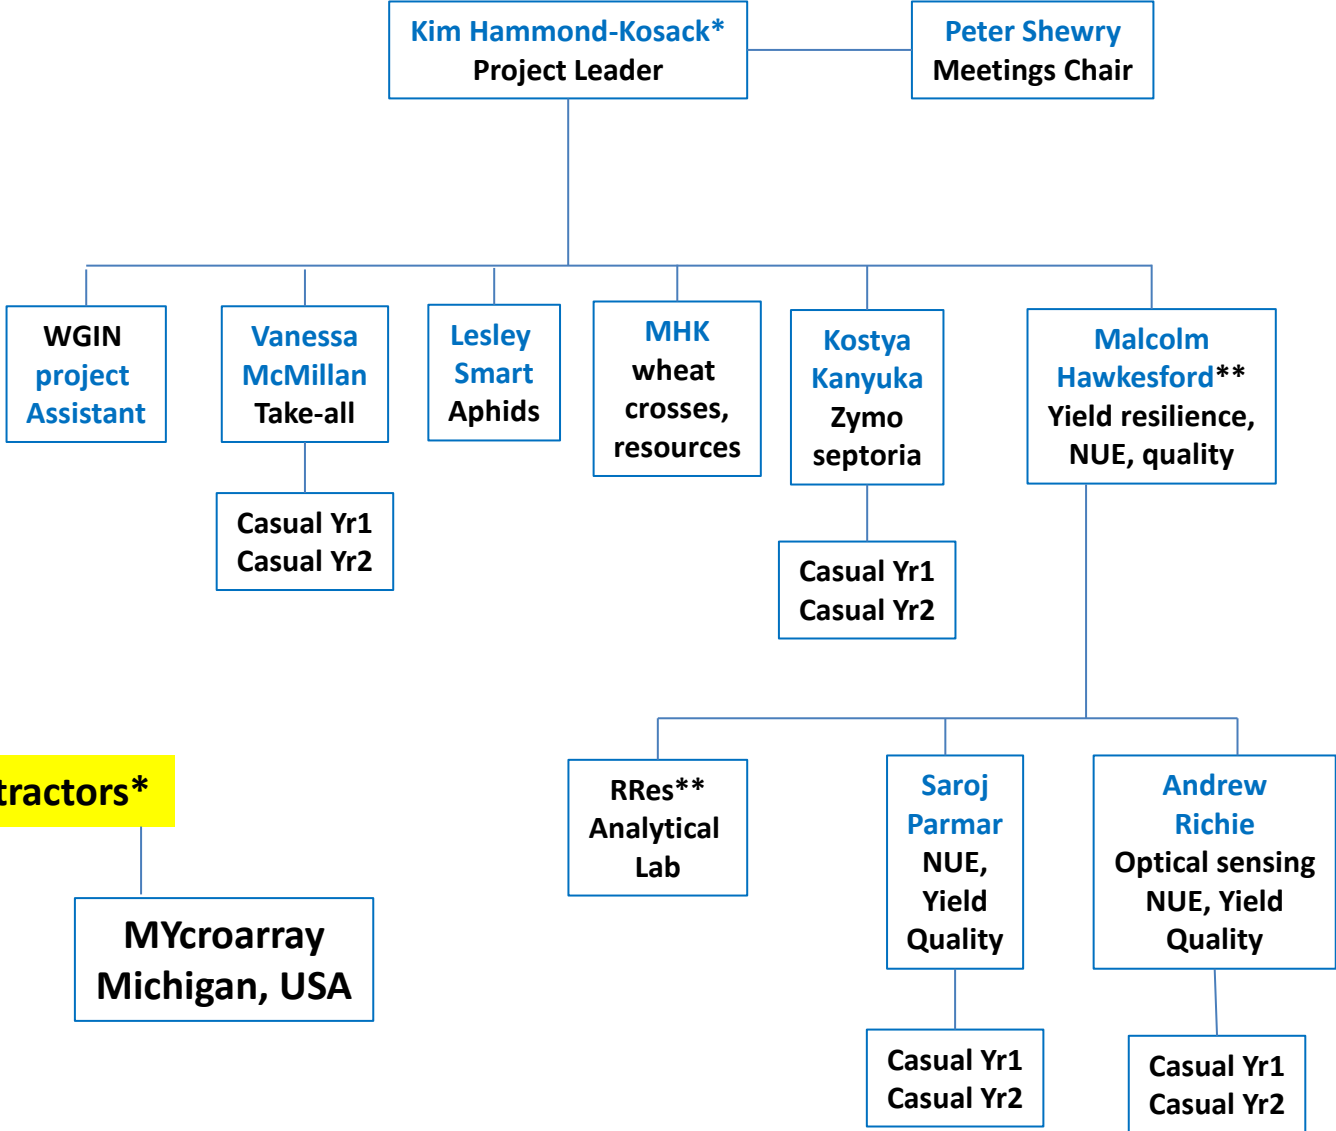 Kim Hammond-Kosack*
Project Leader
Peter Shewry
Meetings Chair
WGIN
project
Assistant
Vanessa
McMillan
Take-all
Lesley
Smart
Aphids
MHK
wheat
crosses,
resources
Kostya
Kanyuka
Zymo
septoria
Malcolm
Hawkesford**
Yield resilience,
NUE, quality
Casual Yr1
Casual Yr2
Casual Yr1
Casual Yr2
tractors*
MYcroarray
Michigan, USA
RRes**
Analytical
Lab
Saroj
Parmar
NUE,
Yield
Quality
Andrew
Richie
Optical sensing
NUE, Yield
Quality
Casual Yr1
Casual Yr2
Casual Yr1
Casual Yr2